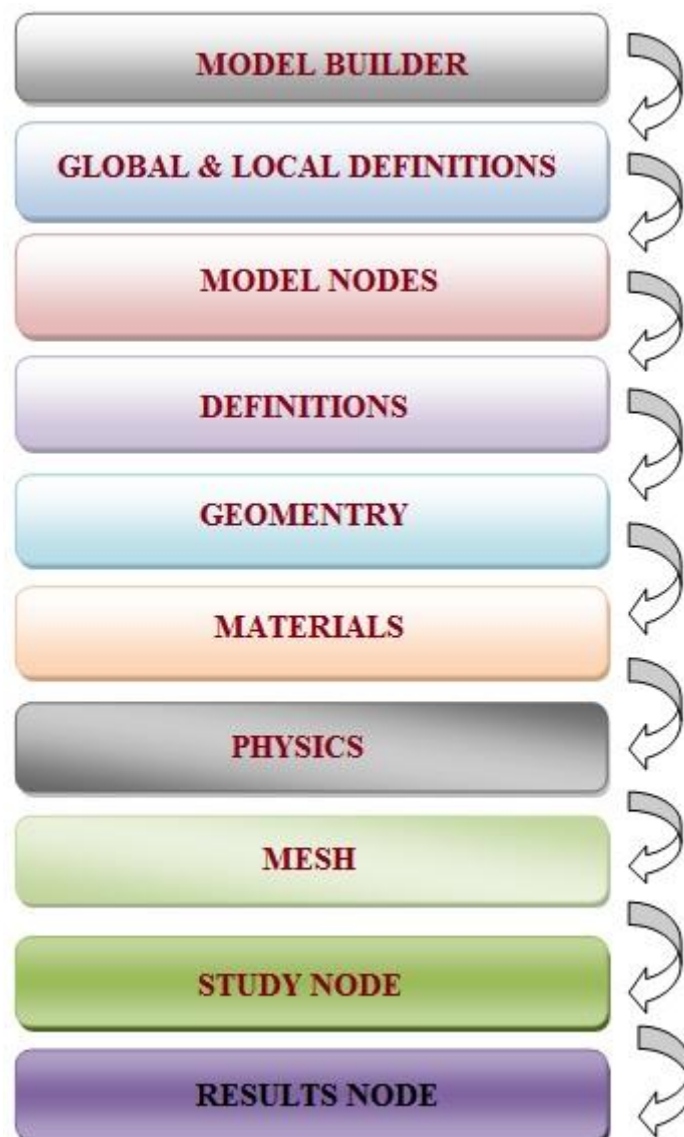 MODEL BUILDER
GLOBAL & LOCAL DEFINITIONS
MODEL NODES
DEFINITIONS
GEOMENTRY
MATERIALS
PHYSICS
MESH
STUDY NODE
RESULTS NODE